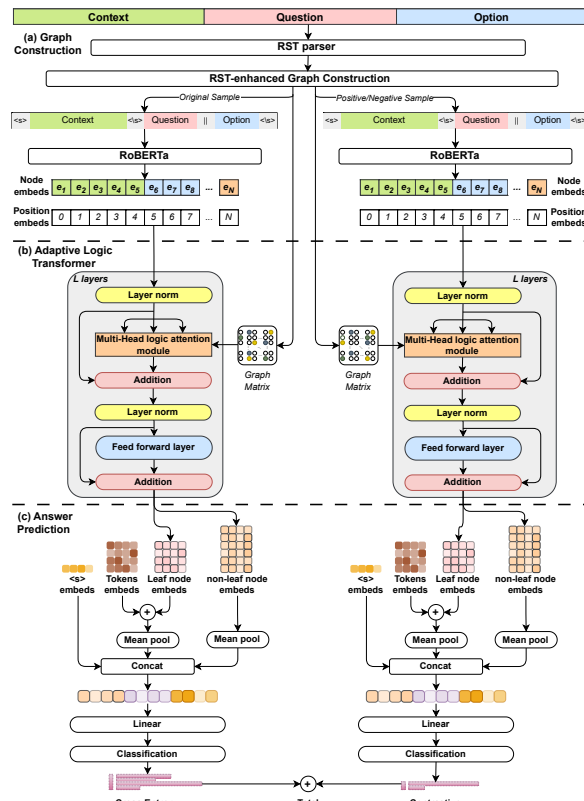 Context Question Option
(a) Graph
Construction
RST parser
RST-enhanced Graph Construction
Original Sample
Positive/Negative Sample
<s> Context <\s> Question || Option <\s>
<s> Context <\s> Question || Option <\s>
RoBERTa
RoBERTa
Node
embeds
e1 e2 e3 e4 e5 e6 e7 e8 ... eN
e1 e2 e3 e4 e5 e6 e7 e8 ... eN
Node
embeds
Position
embeds
0 1 2 3 4 5 6 7 ... N
0 1 2 3 4 5 6 7 ... N
Position
embeds
(b) Adaptive Logic
Transformer
L layers
Layer norm
Multi-Head logic attention
module
Addition
Layer norm
Feed forward layer
Addition
Graph
Matrix
Graph
Matrix
L layers
Layer norm
Multi-Head logic attention
module
Addition
Layer norm
Feed forward layer
Addition
(c) Answer
Prediction
<s>
embeds
Tokens
embeds
Leaf node
embeds
non-leaf node
embeds
+
Mean pool
Mean pool
Concat
Linear
Classification
<s>
embeds
Tokens
embeds
Leaf node
embeds
non-leaf node
embeds
+
Mean pool
Mean pool
Concat
Linear
Classification
+